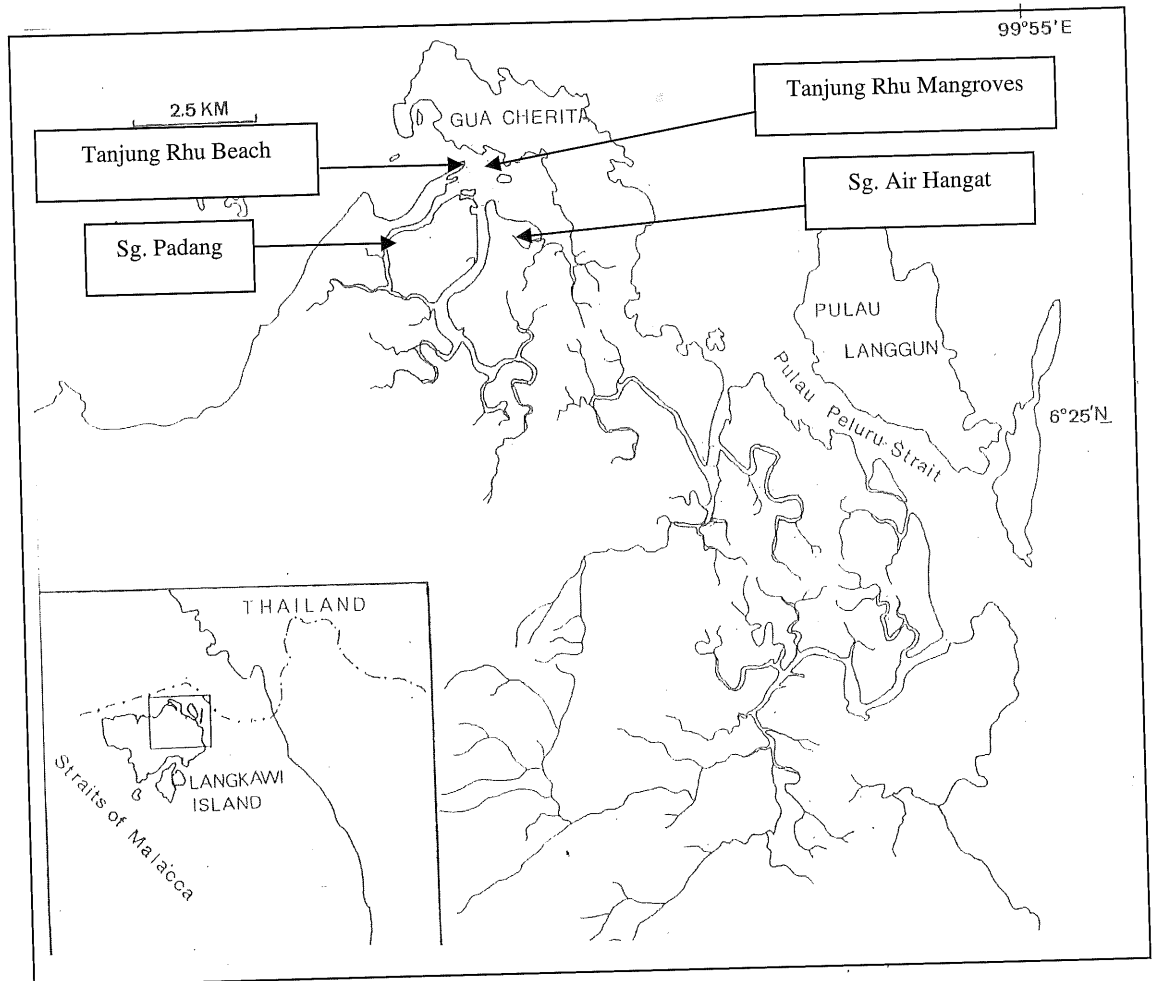 99°55'E
Tanjung Rhu Mangroves
2.5 KM
GUA CHERITA
Tanjung Rhu Beach
Sg. Air Hangat
Sg. Padang
PULAU
LANGGUN
Pulau Peluru Strait
6°25'N
THAILAND
LANGKAWI
ISLAND
Straits of Malacca